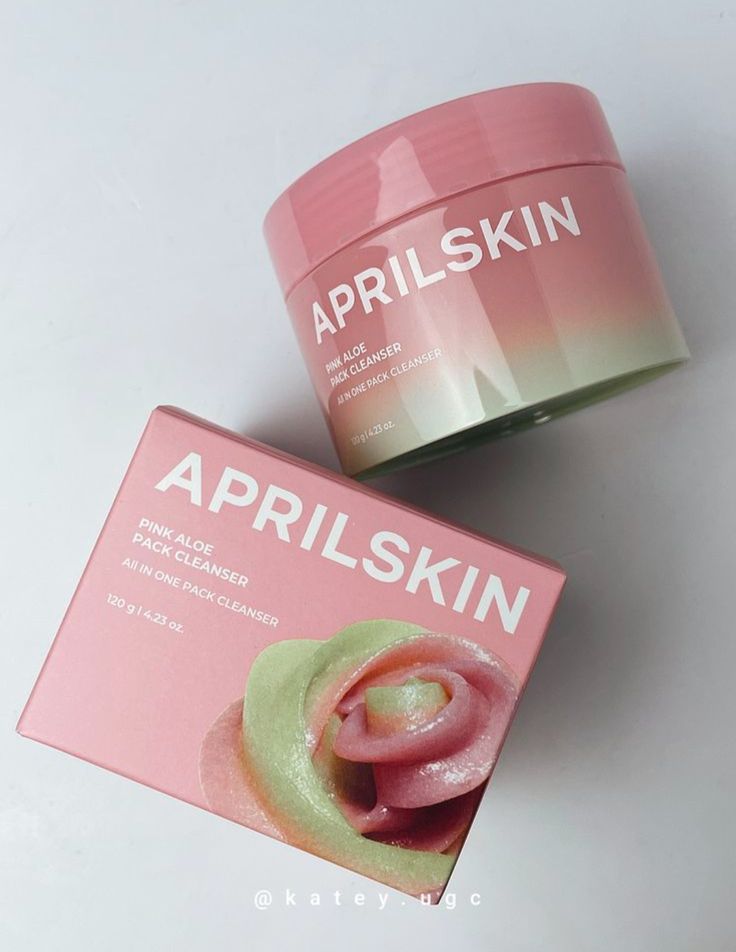 APRILSKIN
PINK ALOE
PACK CLEANSER
All IN ONE PACK CLEANSER
120 g | 4.23 oz.
APRILSKIN
PINK ALOE
PACK CLEANSER
All IN ONE PACK CLEANSER
120 g | 4.23 oz.
@katey.ugc